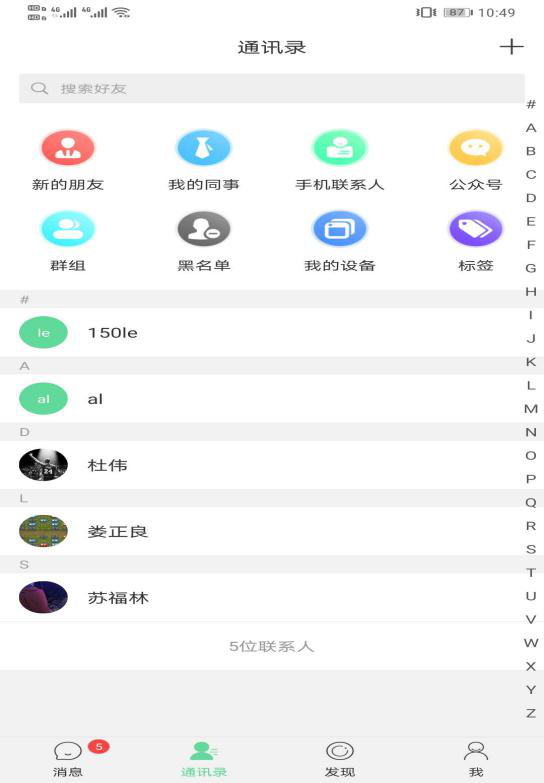 4G 4G 87 10:49
通讯录
搜索好友
新的朋友 我的同事 手机联系人 公众号
群组 黑名单 我的设备 标签
#
le 150le
A
al al
D
24 杜伟
L
娄正良
S
苏福林
5位联系人
#
A
B
C
D
E
F
G
H
I
J
K
L
M
N
O
P
Q
R
S
T
U
V
W
X
Y
Z
5
消息 通讯录 发现 我